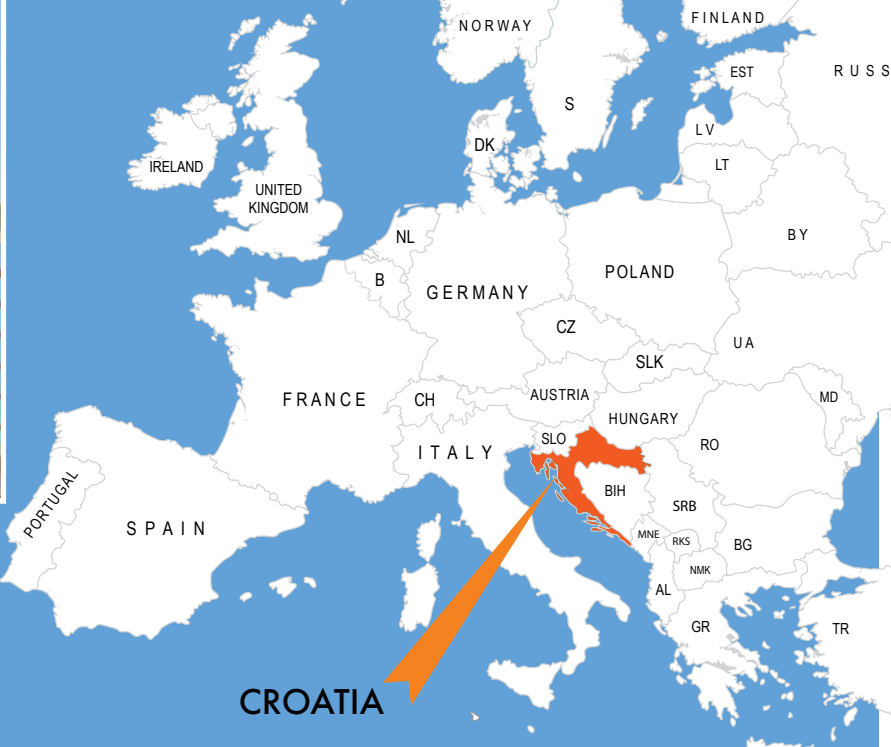 NORWAY
FINLAND
EST
RUSS
S
LV
DK
LT
IRELAND
UNITED
KINGDOM
NL
BY
B
GERMANY
POLAND
CZ
UA
SLK
FRANCE
CH
AUSTRIA
MD
HUNGARY
ITALY
SLO
RO
PORTUGAL
BIH
SRB
SPAIN
MNE
RKS
BG
NMK
AL
GR
TR
CROATIA